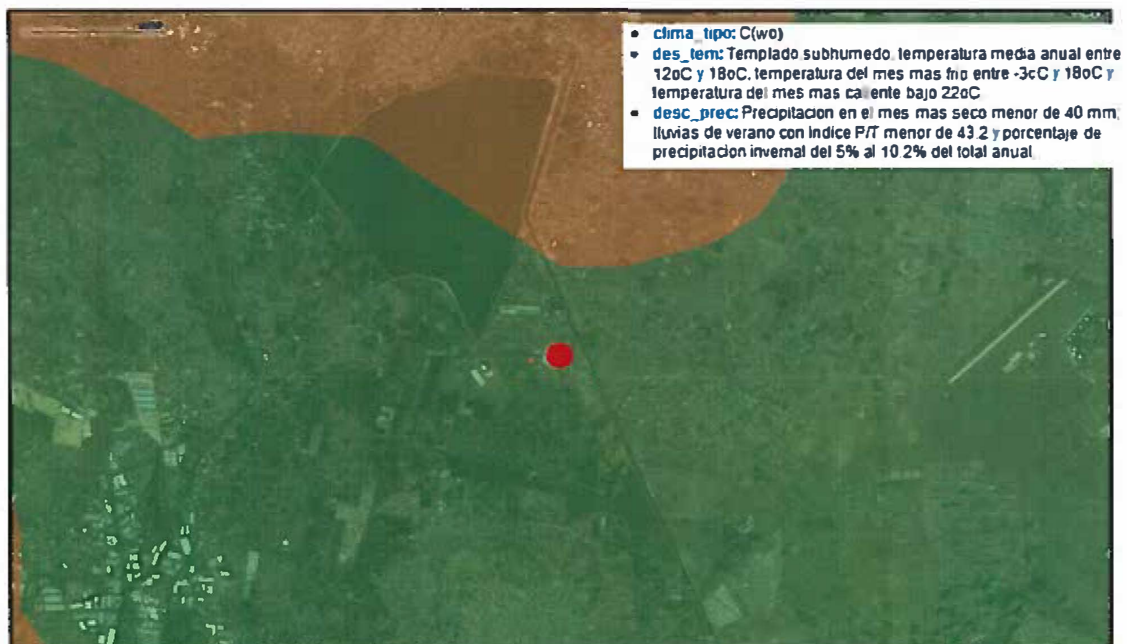 clima_tipo: C(wo)
des_tem: Templado subhumedo, temperatura media anual entre
12oC y 18oC, temperatura del mes mas frio entre -3cC y 18oC y
temperatura del mes mas caliente bajo 22oC
desc_prec: Precipitacion en el mes mas seco menor de 40 mm;
lluvias de verano con indice P/T menor de 43.2 y porcentaje de
precipitacion invernal del 5% al 10.2% del total anual